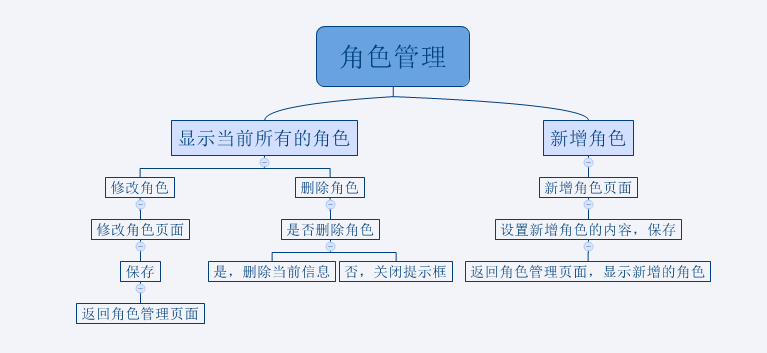 角色管理
显示当前所有的角色
新增角色
修改角色
删除角色
新增角色页面
修改角色页面
是否删除角色
设置新增角色的内容，保存
保存
是，删除当前信息
否，关闭提示框
返回角色管理页面，显示新增的角色
返回角色管理页面